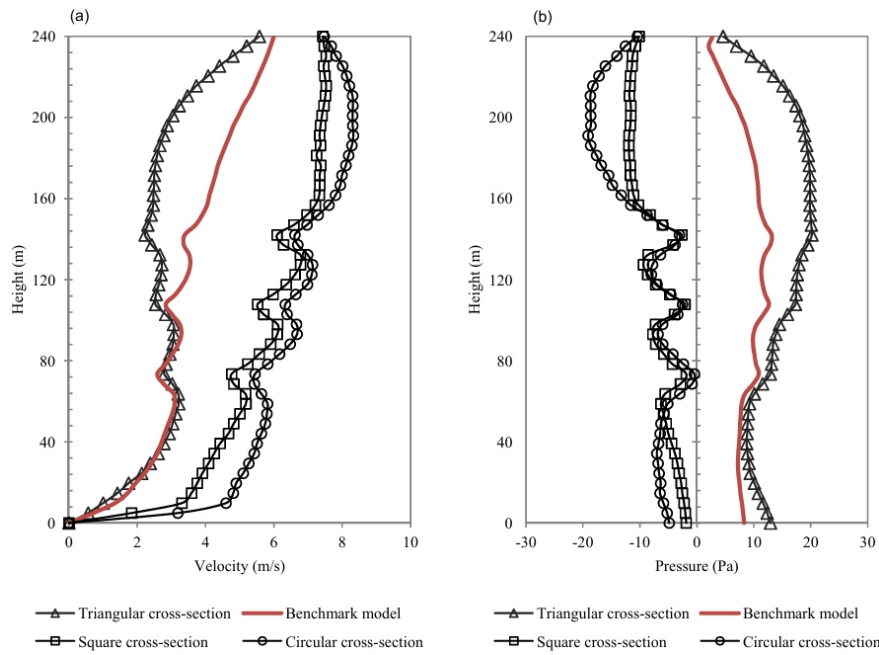 (a)
240
200
160
120
80
40
0
Height (m)
0 2 4 6 8 10
Velocity (m/s)
Triangular cross-section Benchmark model
Square cross-section Circular cross-section
(b)
240
200
160
120
80
40
0
Height (m)
-30 -20 -10 0 10 20 30
Pressure (Pa)
Triangular cross-section Benchmark model
Square cross-section Circular cross-section